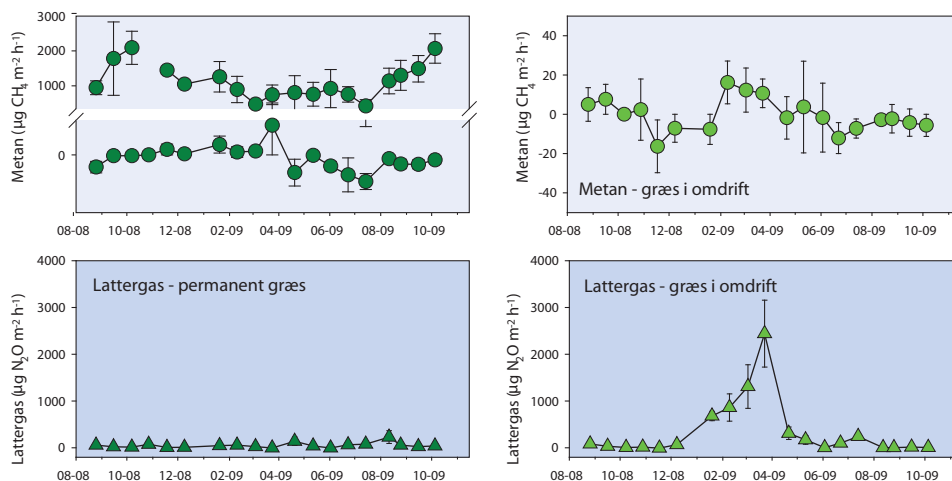 3000
2000
1000
0
Metan (µg CH4 m-2 h-1)
08-08 10-08 12-08 02-09 04-09 06-09 08-09 10-09
40
20
0
-20
-40
Metan (µg CH4 m-2 h-1)
Metan - græs i omdrift
08-08 10-08 12-08 02-09 04-09 06-09 08-09 10-09
4000
3000
2000
1000
0
Lattergas (µg N2O m-2 h-1)
Lattergas - permanent græs
08-08 10-08 12-08 02-09 04-09 06-09 08-09 10-09
4000
3000
2000
1000
0
Lattergas (µg N2O m-2 h-1)
Lattergas - græs i omdrift
08-08 10-08 12-08 02-09 04-09 06-09 08-09 10-09